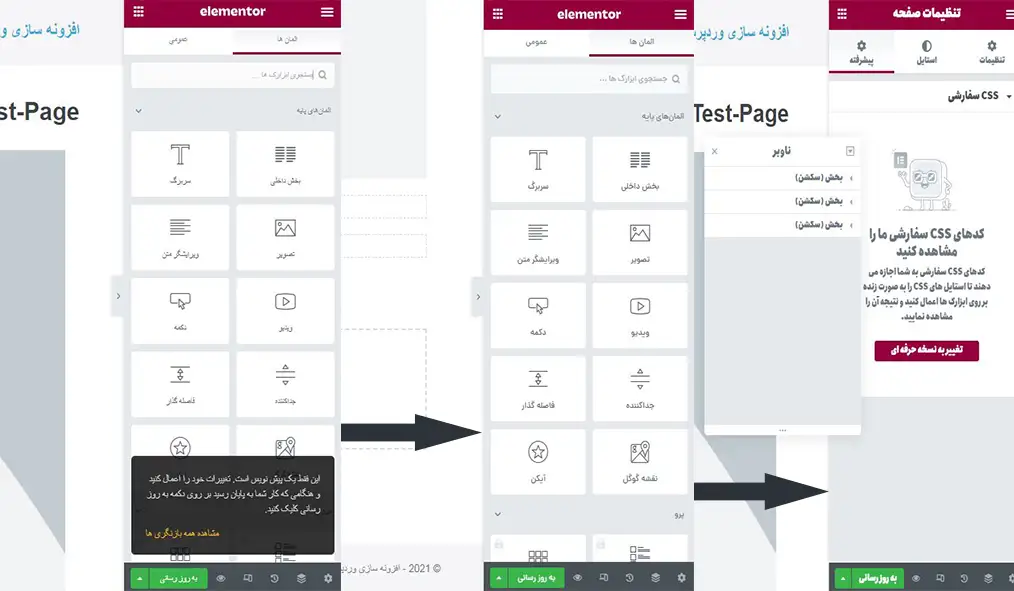 افزونه سازی و
st-Page
elementor
المان ها
عمومی
جستجوی ابزارک ها ...
المان‌های پایه
بخش داخلی
سربرگ
تصویر
ویرایشگر متن
ویدیو
دکمه
جداکننده
فاصله گذار
این فقط یک پیش نویس است. تغییرات خود را اعمال کنید
و هنگامی که کار شما به پایان رسید بر روی دکمه به روز
رسانی کلیک کنید.
مشاهده همه بازنگری ها
به روز رسانی
© 2021 - افزونه سازی وردپر
elementor
المان ها
عمومی
جستجوی ابزارک ها ...
المان‌های پایه
بخش داخلی
سربرگ
تصویر
ویرایشگر متن
ویدیو
دکمه
جداکننده
فاصله گذار
نقشه گوگل
آیکن
پرو
به روز رسانی
افزونه سازی وردپر
Test-Page
ناوبر
بخش (سکشن)
بخش (سکشن)
بخش (سکشن)
تنظیمات صفحه
تنظیمات
استایل
پیشرفته
CSS سفارشی
کدهای CSS سفارشی ما را
مشاهده کنید
کدهای CSS سفارشی به شما اجازه می
دهند تا استایل های CSS را به صورت زنده
بر روی ابزارک ها اعمال کنید و نتیجه آن را
مشاهده نمایید.
تغییر به نسخه حرفه ای
به روز رسانی